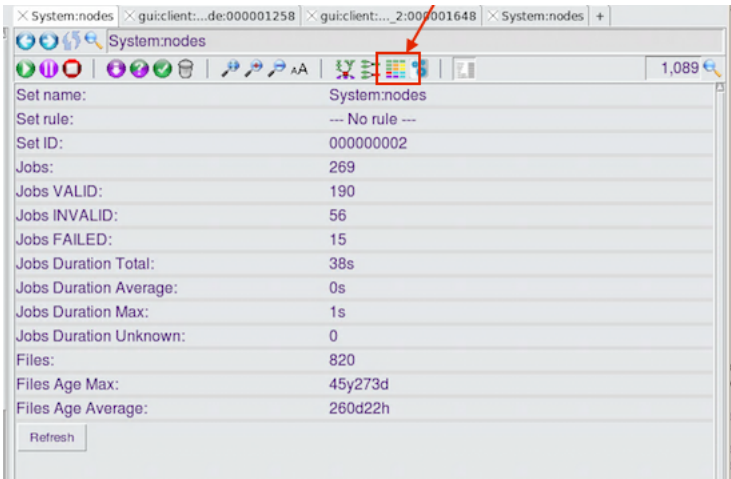 System:nodes gui:client:...de:000001258 gui:client:..._2:000001648 System:nodes +
System:nodes
AA 1,089
Set name: System:nodes
Set rule: --- No rule ---
Set ID: 000000002
Jobs: 269
Jobs VALID: 190
Jobs INVALID: 56
Jobs FAILED: 15
Jobs Duration Total: 38s
Jobs Duration Average: 0s
Jobs Duration Max: 1s
Jobs Duration Unknown: 0
Files: 820
Files Age Max: 45y273d
Files Age Average: 260d22h
Refresh